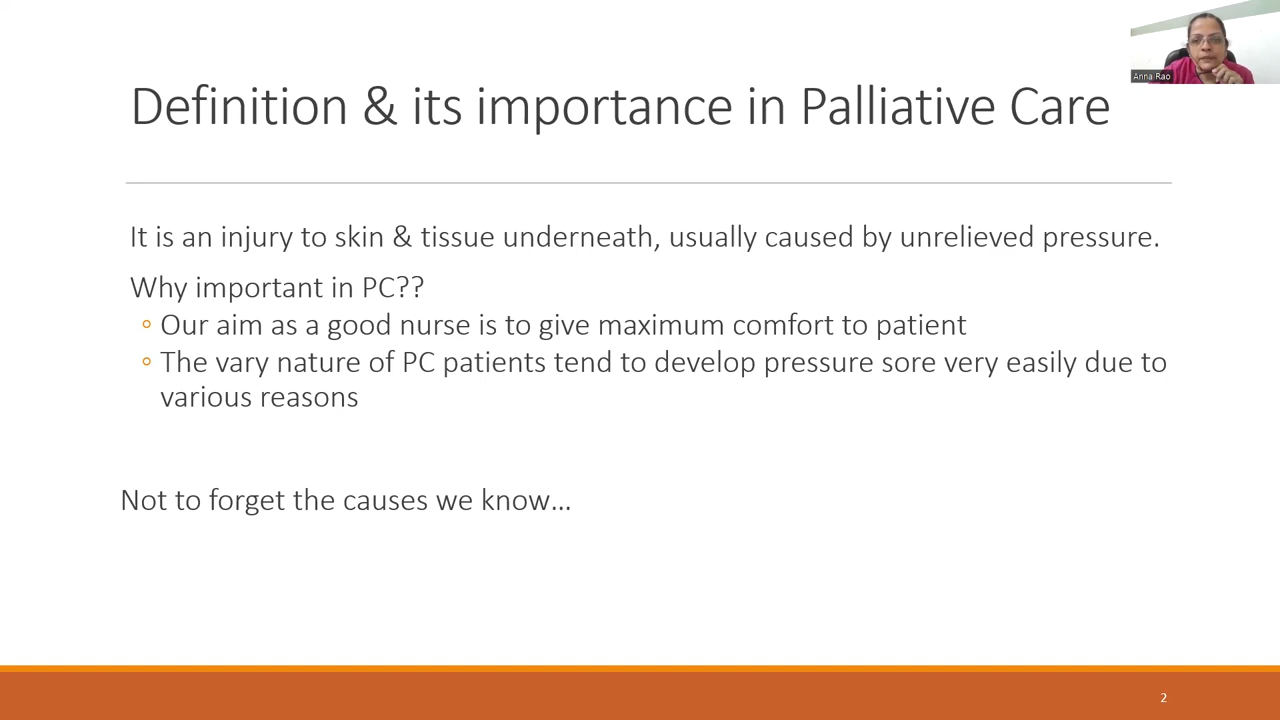 Anna Rao
Definition & its importance in Palliative Care
It is an injury to skin & tissue underneath, usually caused by unrelieved pressure.
Why important in PC??
◦ Our aim as a good nurse is to give maximum comfort to patient
◦ The vary nature of PC patients tend to develop pressure sore very easily due to
various reasons
Not to forget the causes we know…
2